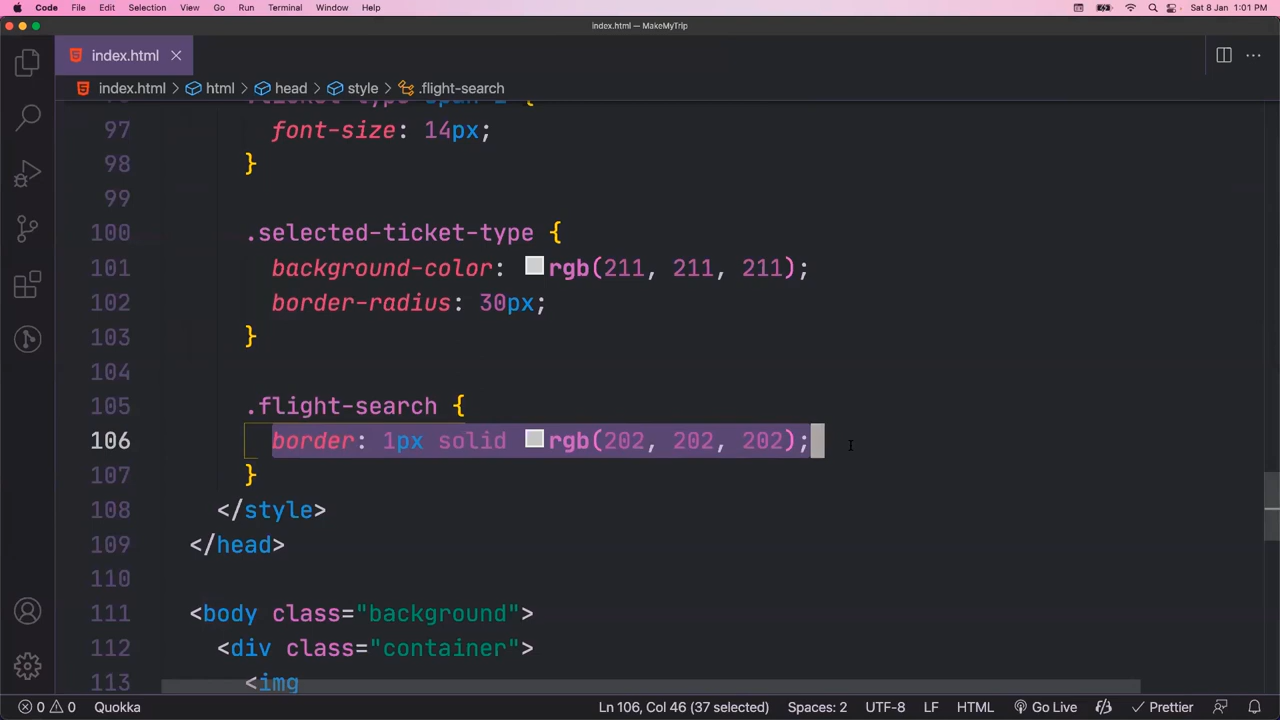 Code File Edit Selection View Go Run Terminal Window Help Sat 8 Jan 1:01 PM
index.html — MakeMyTrip
index.html
index.html > html > head > style > .flight-search
97 font-size: 14px;
98 }
99
100 .selected-ticket-type {
101 background-color: rgb(211, 211, 211);
102 border-radius: 30px;
103 }
104
105 .flight-search {
106 border: 1px solid rgb(202, 202, 202);
107 }
108 </style>
109 </head>
110
111 <body class="background">
112 <div class="container">
113 <img
0 0 Quokka Ln 106, Col 46 (37 selected) Spaces: 2 UTF-8 LF HTML Go Live Prettier